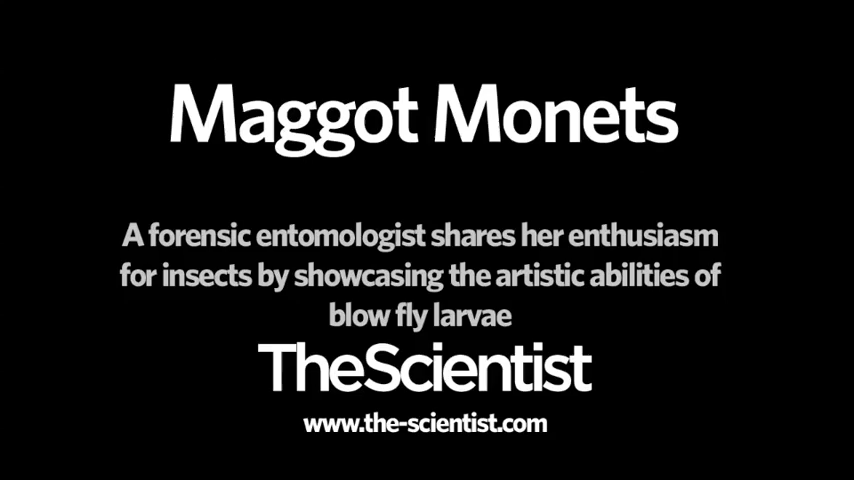 Maggot Monets
A forensic entomologist shares her enthusiasm
for insects by showcasing the artistic abilities of
blow fly larvae
TheScientist
www.the-scientist.com